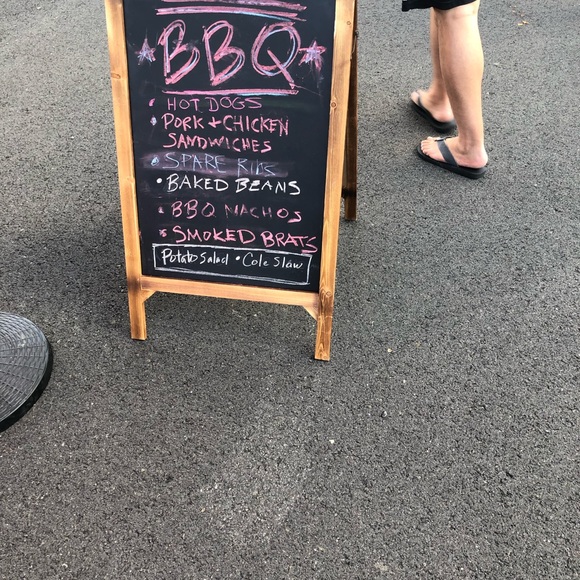 BBQ
• HOT DOGS
• PORK + CHICKEN
SANDWICHES
• SPARE RIBS
• BAKED BEANS
• BBQ NACHOS
• SMOKED BRATS
Potato Salad • Cole Slaw